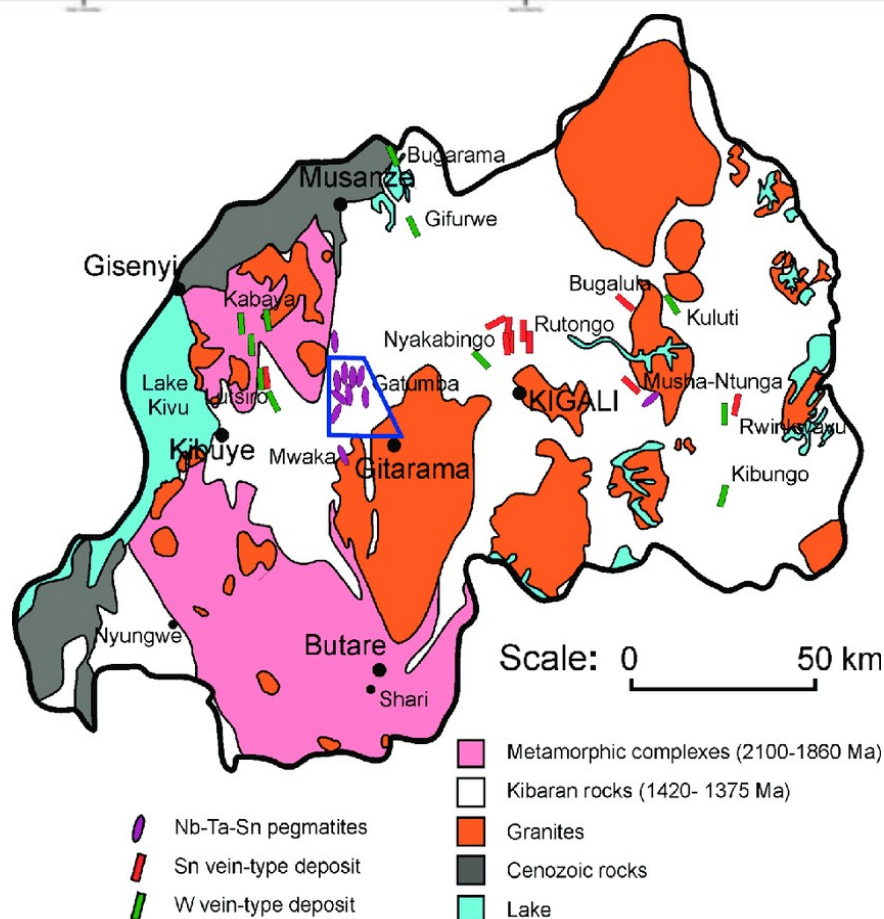 Bugarama
Musanze
Gifurwe
Gisenyi
Bugalula
Kabaya
Rutongo
Kuluti
Nyakabingo
Lake
Kivu
Gatumba
Musha-Ntunga
Lutsiro
KIGALI
Rwinkwavu
Kibuye
Mwaka
Gitarama
Kibungo
Nyungwe
Butare
Shari
Scale: 0 50 km
Metamorphic complexes (2100-1860 Ma)
Kibaran rocks (1420- 1375 Ma)
Granites
Cenozoic rocks
Lake
Nb-Ta-Sn pegmatites
Sn vein-type deposit
W vein-type deposit